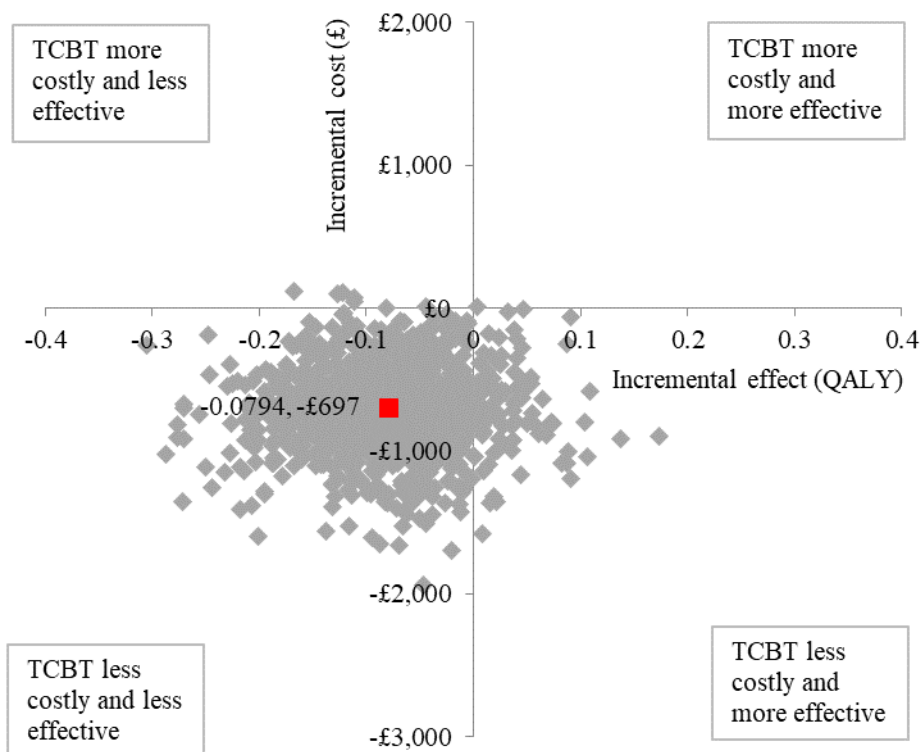 TCBT more
costly and less
effective
Incremental cost (£)
£2,000
TCBT more
costly and
more effective
£1,000
£0
-0.4 -0.3 -0.2 -0.1 0 0.1 0.2 0.3 0.4
Incremental effect (QALY)
-0.0794, -£697
-£1,000
-£2,000
TCBT less
costly and less
effective
TCBT less
costly and
more effective
-£3,000